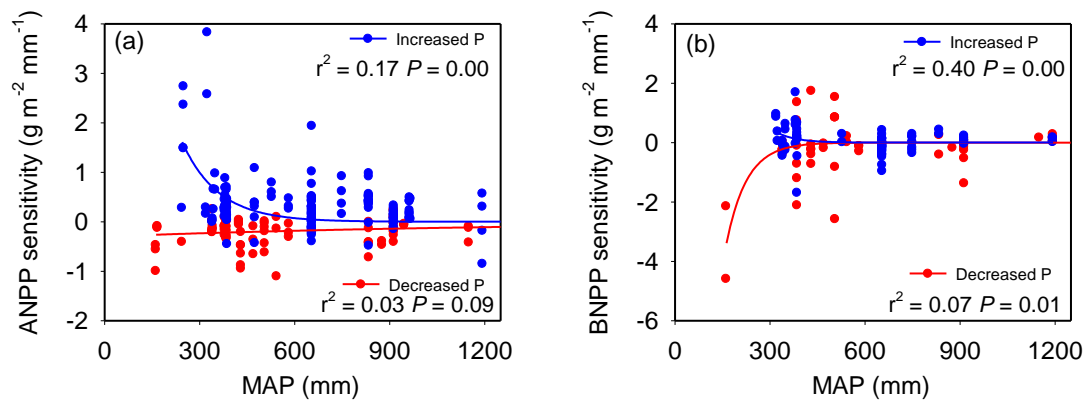 (a)
Increased P
r² = 0.17 P = 0.00
Decreased P
r² = 0.03 P = 0.09
ANPP sensitivity (g m⁻² mm⁻¹)
4
3
2
1
0
-1
-2
0 300 600 900 1200
MAP (mm)
(b)
Increased P
r² = 0.40 P = 0.00
Decreased P
r² = 0.07 P = 0.01
BNPP sensitivity (g m⁻² mm⁻¹)
4
2
0
-2
-4
-6
0 300 600 900 1200
MAP (mm)